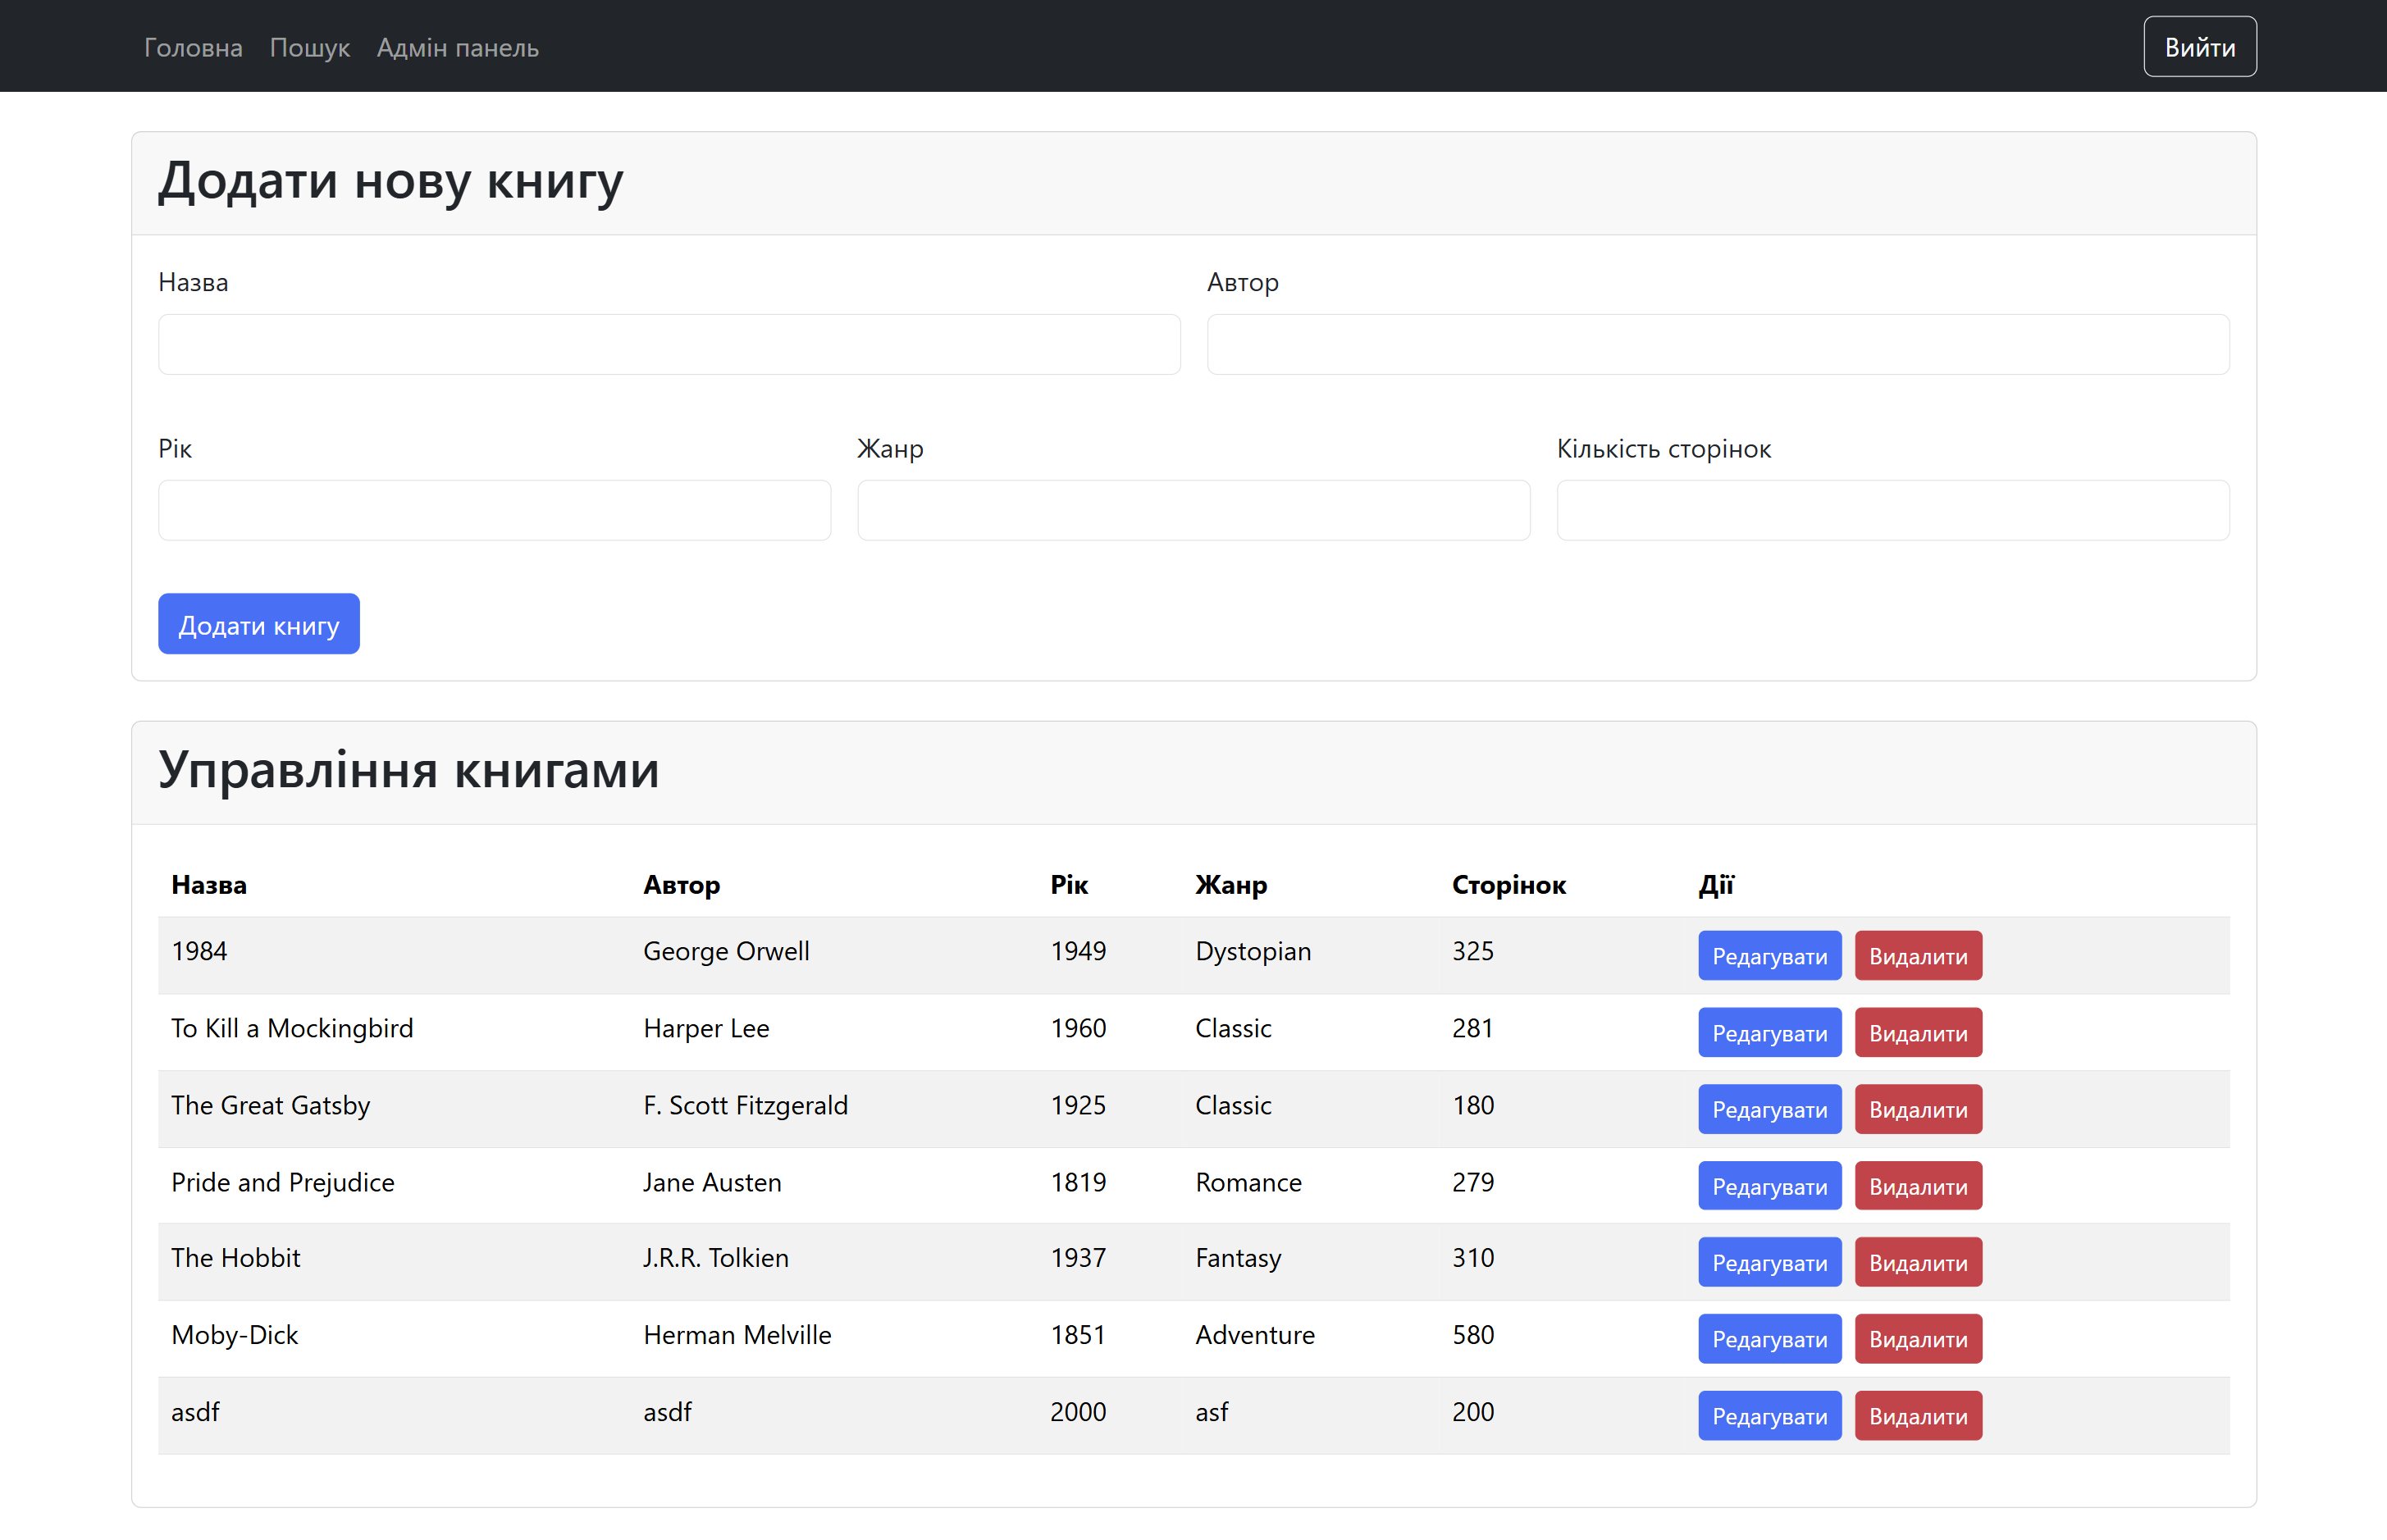 Головна Пошук Адмін панель Вийти
Додати нову книгу
Назва Автор
Рік Жанр Кількість сторінок
Додати книгу
Управління книгами
Назва Автор Рік Жанр Сторінок Дії
1984 George Orwell 1949 Dystopian 325 Редагувати Видалити
To Kill a Mockingbird Harper Lee 1960 Classic 281 Редагувати Видалити
The Great Gatsby F. Scott Fitzgerald 1925 Classic 180 Редагувати Видалити
Pride and Prejudice Jane Austen 1819 Romance 279 Редагувати Видалити
The Hobbit J.R.R. Tolkien 1937 Fantasy 310 Редагувати Видалити
Moby-Dick Herman Melville 1851 Adventure 580 Редагувати Видалити
asdf asdf 2000 asf 200 Редагувати Видалити